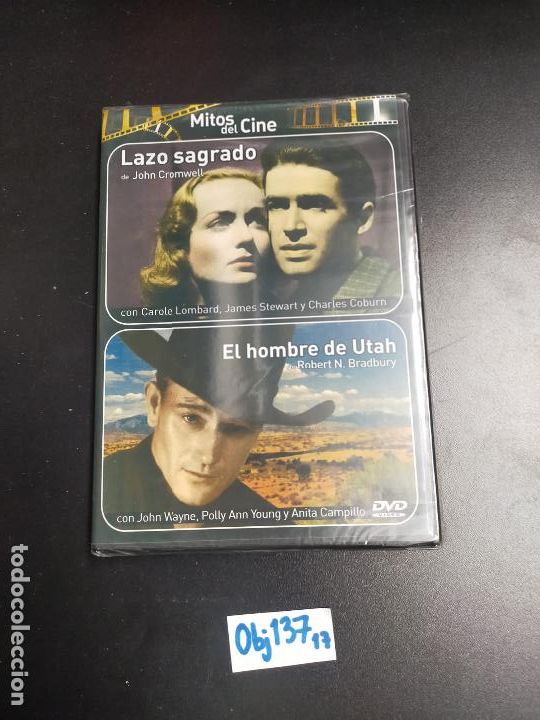 Mitos
del Cine
Lazo sagrado
de John Cromwell
con Carole Lombard, James Stewart y Charles Coburn
El hombre de Utah
Robert N. Bradbury
con John Wayne, Polly Ann Young y Anita Campillo
DVD
VIDEO
Obj137 17
todocoleccion